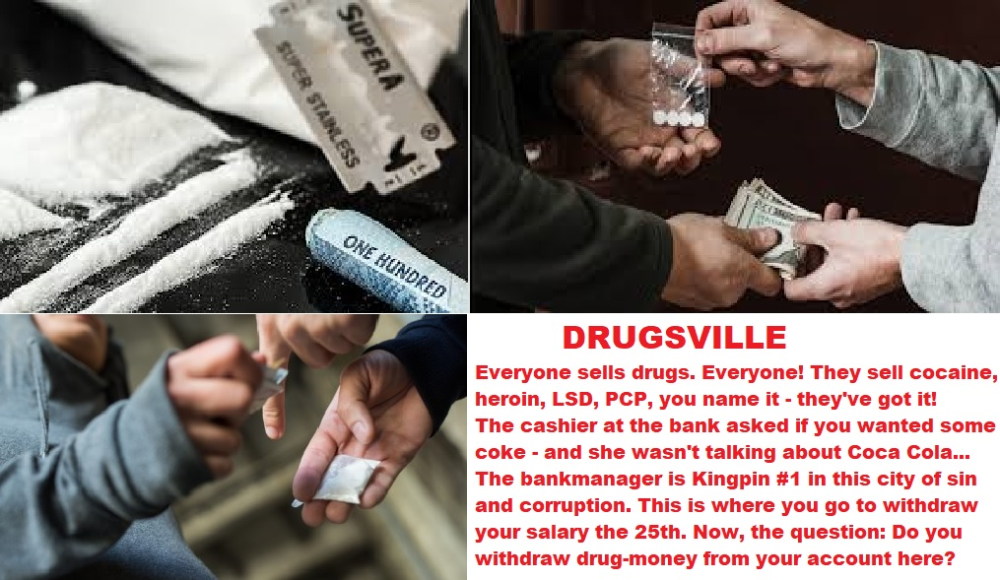 SUPERA
SUPER STAINLESS
®
ONE HUNDRED
DRUGSVILLE
Everyone sells drugs. Everyone! They sell cocaine,
heroin, LSD, PCP, you name it - they've got it!
The cashier at the bank asked if you wanted some
coke - and she wasn't talking about Coca Cola...
The bankmanager is Kingpin #1 in this city of sin
and corruption. This is where you go to withdraw
your salary the 25th. Now, the question: Do you
withdraw drug-money from your account here?